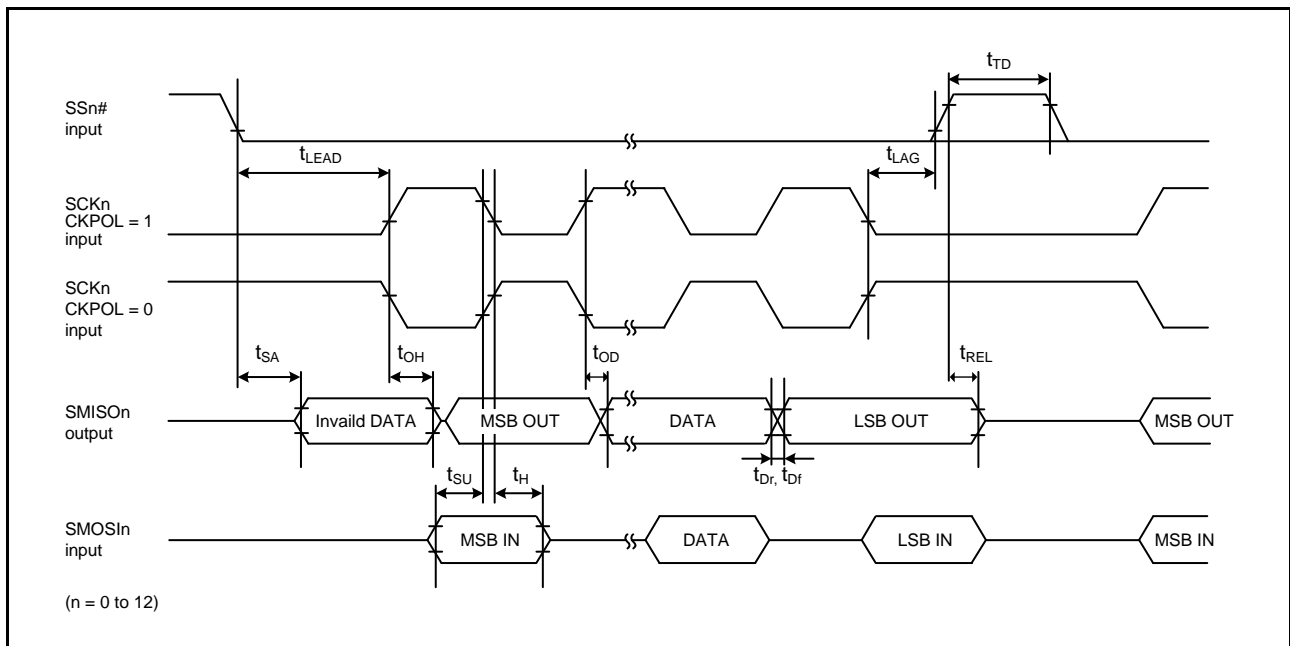 tTD
SSn#
input
tLEAD
tLAG
SCKn
CKPOL = 1
input
SCKn
CKPOL = 0
input
tSA
tOH
tOD
tREL
SMISOn
output
Invaild DATA
MSB OUT
DATA
LSB OUT
MSB OUT
tSU
tH
tDr, tDf
SMOSIn
input
MSB IN
DATA
LSB IN
MSB IN
(n = 0 to 12)